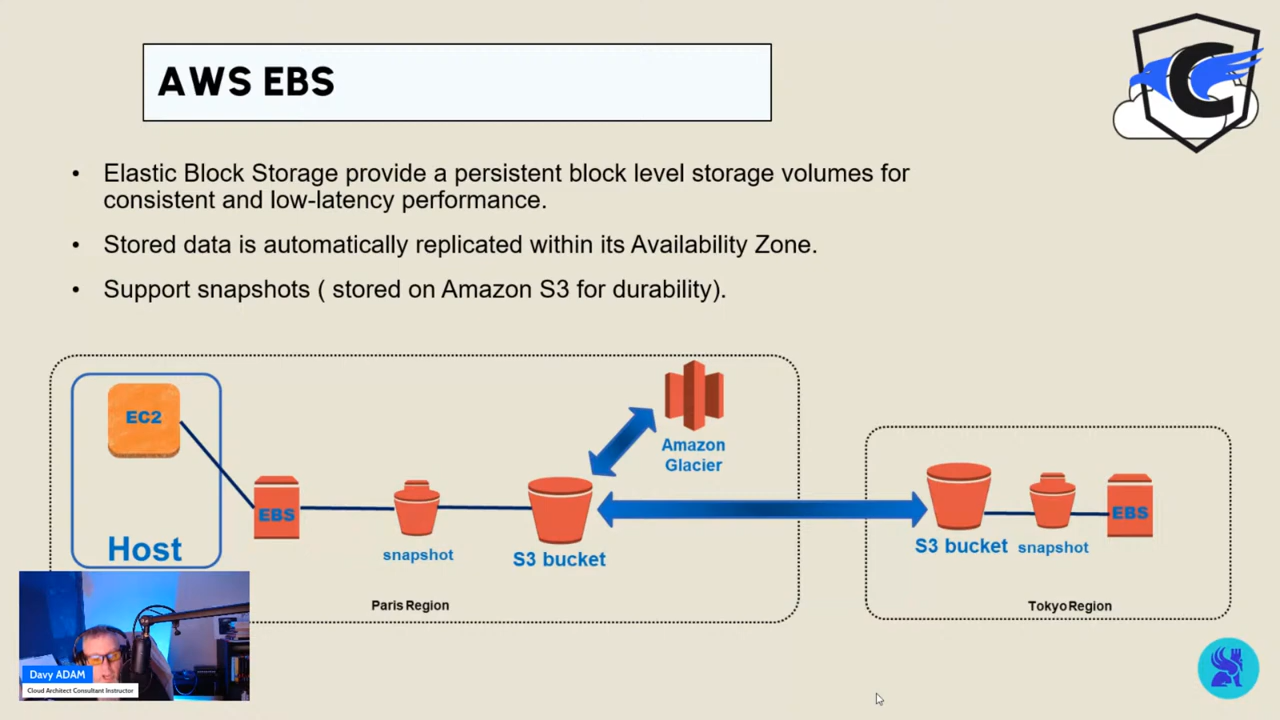 AWS EBS
C
• Elastic Block Storage provide a persistent block level storage volumes for
consistent and low-latency performance.
• Stored data is automatically replicated within its Availability Zone.
• Support snapshots ( stored on Amazon S3 for durability).
EC2
Host
EBS
snapshot
S3 bucket
Amazon
Glacier
Paris Region
S3 bucket
snapshot
EBS
Tokyo Region
Davy ADAM
Cloud Architect Consultant Instructor